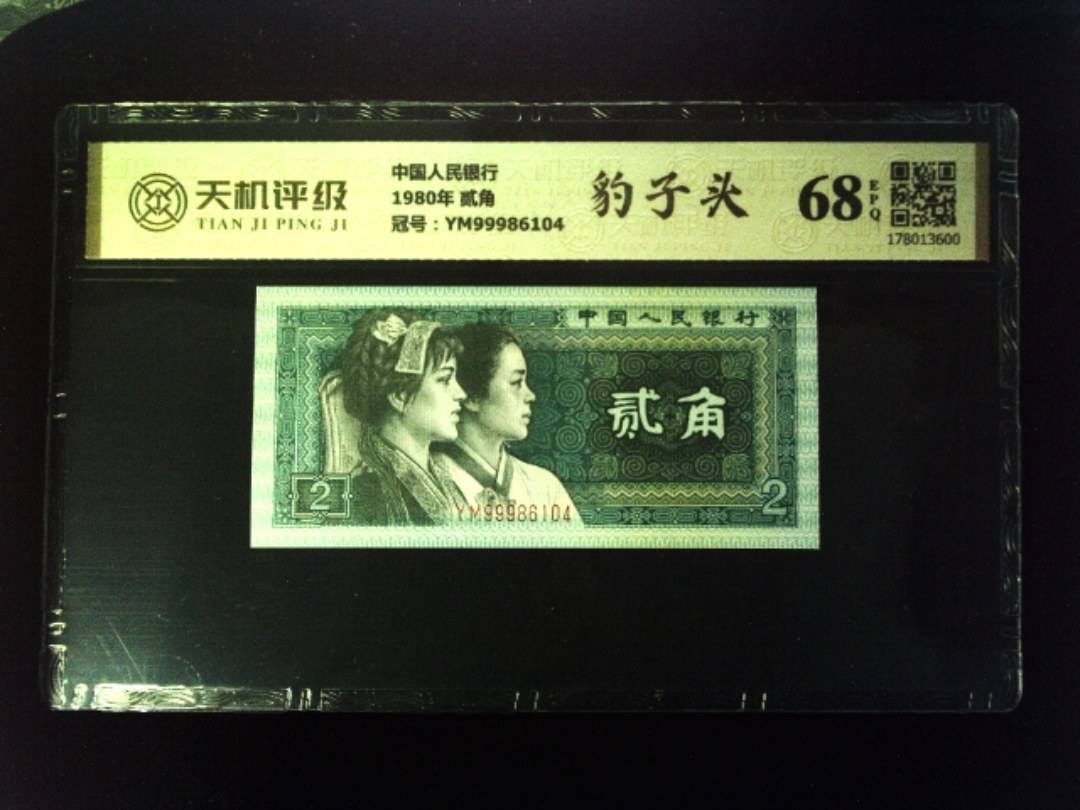 天机评级
TIAN JI PING JI
中国人民银行
1980年 贰角
冠号：YM99986104
豹子头
68
EPQ
178013600
中国人民银行
贰角
2
YM99986104
2